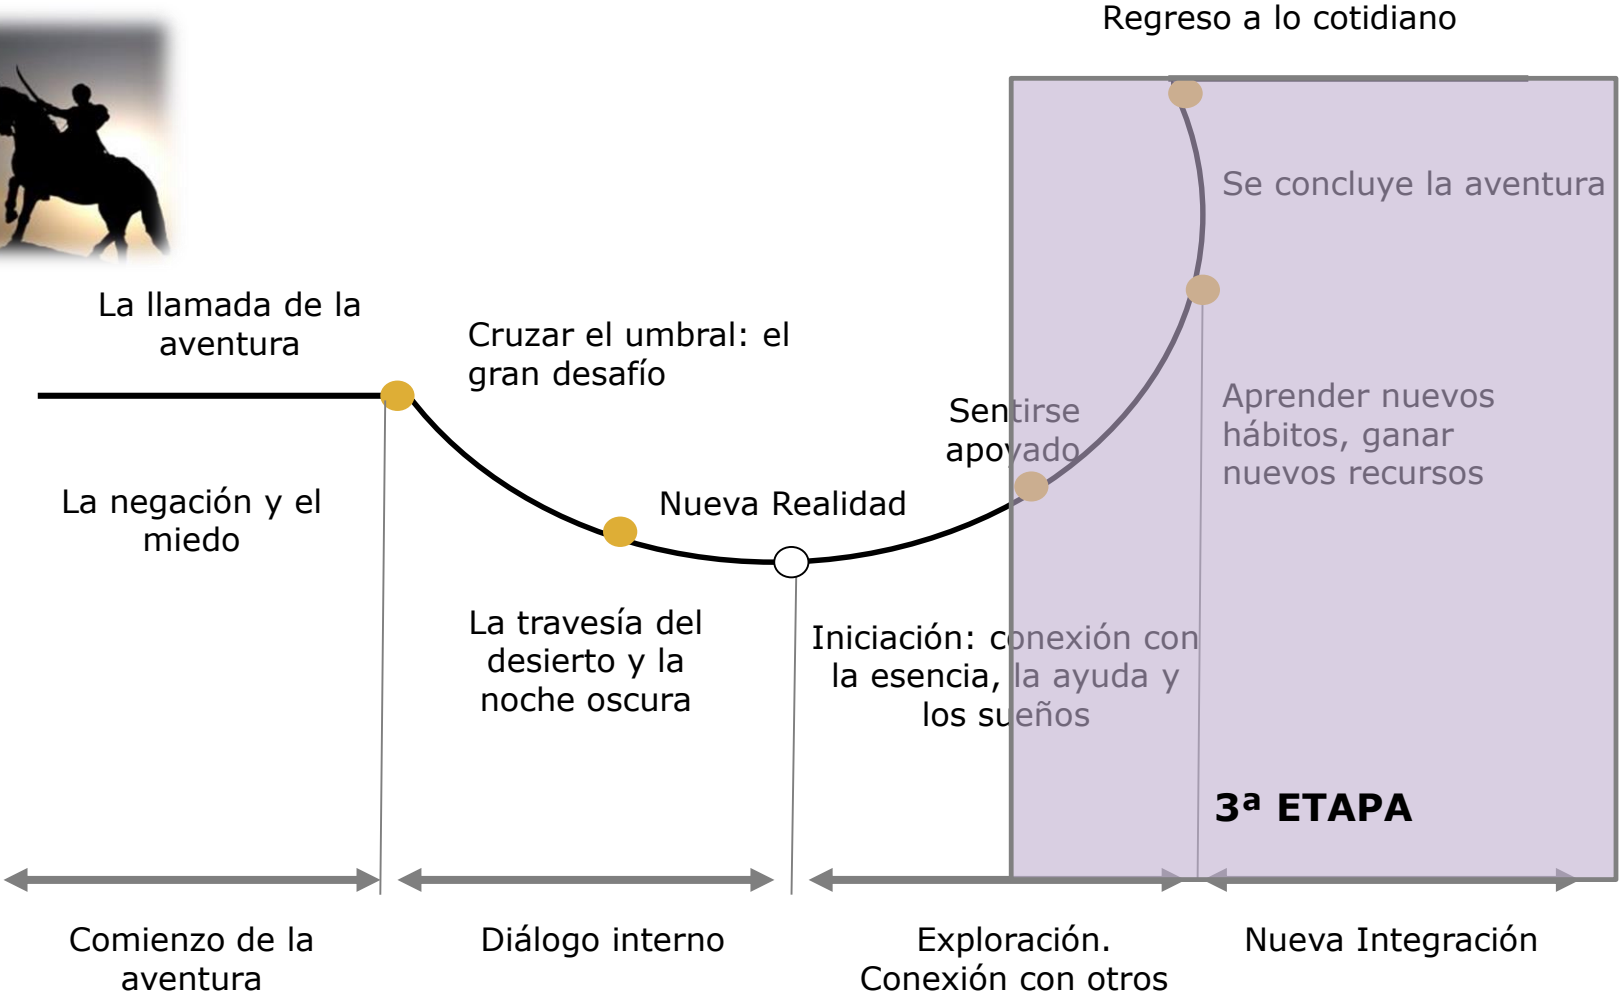 Regreso a lo cotidiano
Se concluye la aventura
La llamada de la
aventura
Cruzar el umbral: el
gran desafío
Sentirse
apoyado
Aprender nuevos
hábitos, ganar
nuevos recursos
La negación y el
miedo
Nueva Realidad
La travesía del
desierto y la
noche oscura
Iniciación: conexión con
la esencia, la ayuda y
los sueños
3ª ETAPA
Comienzo de la
aventura
Diálogo interno
Exploración.
Conexión con otros
Nueva Integración